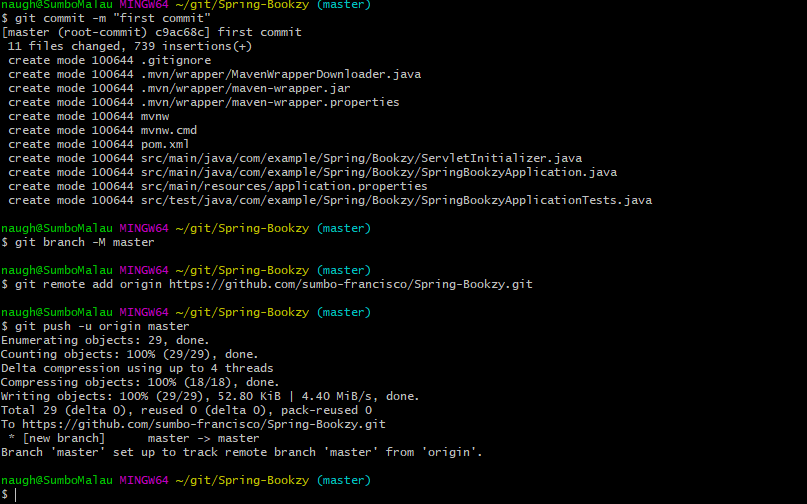 naugh@SumboMalau MINGW64 ~/git/Spring-Bookzy (master)
$ git commit -m "first commit"
[master (root-commit) c9ac68c] first commit
 11 files changed, 739 insertions(+)
 create mode 100644 .gitignore
 create mode 100644 .mvn/wrapper/MavenWrapperDownloader.java
 create mode 100644 .mvn/wrapper/maven-wrapper.jar
 create mode 100644 .mvn/wrapper/maven-wrapper.properties
 create mode 100644 mvnw
 create mode 100644 mvnw.cmd
 create mode 100644 pom.xml
 create mode 100644 src/main/java/com/example/Spring/Bookzy/ServletInitializer.java
 create mode 100644 src/main/java/com/example/Spring/Bookzy/SpringBookzyApplication.java
 create mode 100644 src/main/resources/application.properties
 create mode 100644 src/test/java/com/example/Spring/Bookzy/SpringBookzyApplicationTests.java
naugh@SumboMalau MINGW64 ~/git/Spring-Bookzy (master)
$ git branch -M master
naugh@SumboMalau MINGW64 ~/git/Spring-Bookzy (master)
$ git remote add origin https://github.com/sumbo-francisco/Spring-Bookzy.git
naugh@SumboMalau MINGW64 ~/git/Spring-Bookzy (master)
$ git push -u origin master
Enumerating objects: 29, done.
Counting objects: 100% (29/29), done.
Delta compression using up to 4 threads
Compressing objects: 100% (18/18), done.
Writing objects: 100% (29/29), 52.80 KiB | 4.40 MiB/s, done.
Total 29 (delta 0), reused 0 (delta 0), pack-reused 0
To https://github.com/sumbo-francisco/Spring-Bookzy.git
 * [new branch]      master -> master
Branch 'master' set up to track remote branch 'master' from 'origin'.
naugh@SumboMalau MINGW64 ~/git/Spring-Bookzy (master)
$